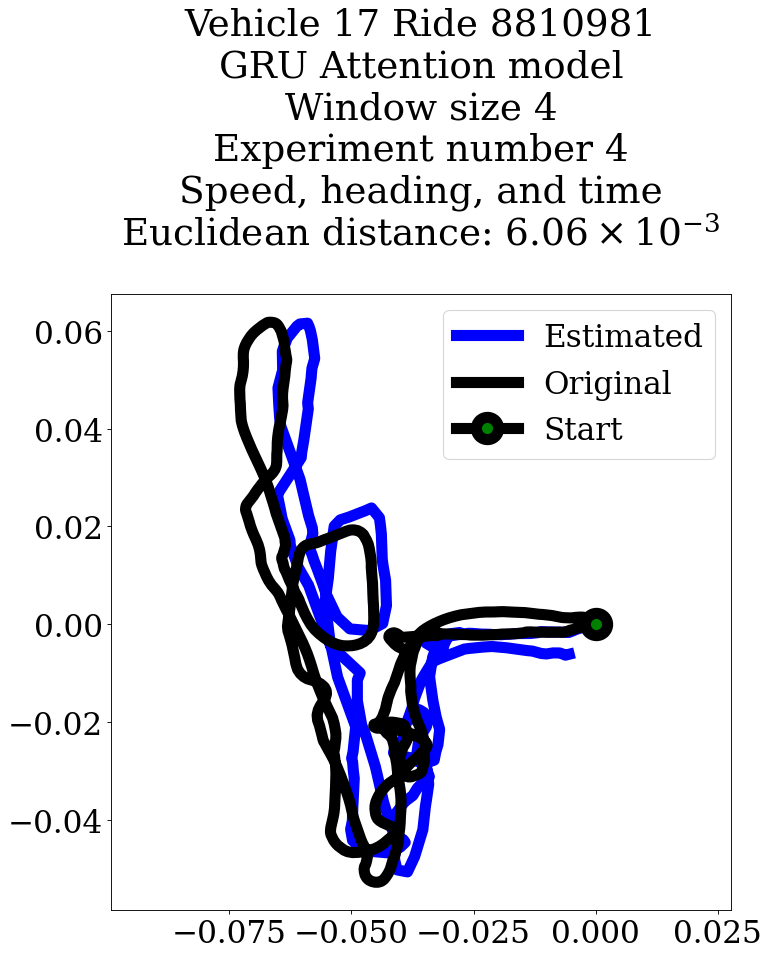 Vehicle 17 Ride 8810981
GRU Attention model
Window size 4
Experiment number 4
Speed, heading, and time
Euclidean distance: 6.06 × 10⁻³
Estimated
Original
Start
0.06
0.04
0.02
0.00
−0.02
−0.04
−0.075 −0.050 −0.025 0.000 0.025